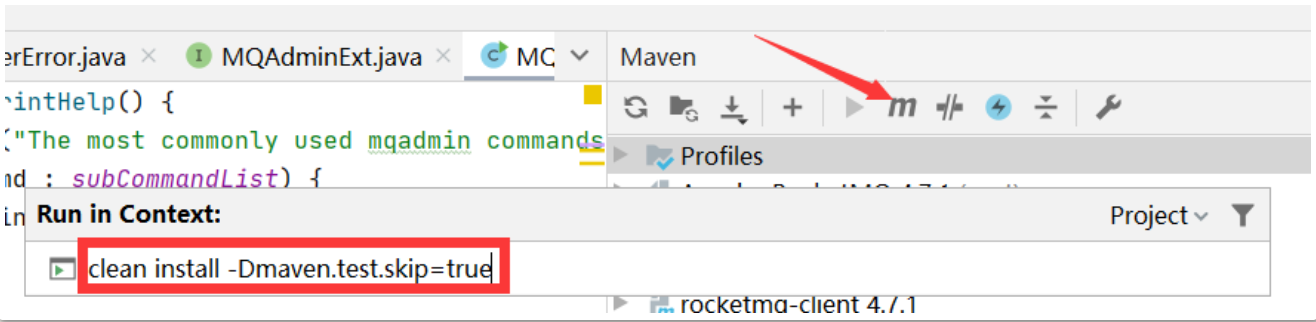 erError.java MQAdminExt.java MQ Maven
rintHelp() {
("The most commonly used mqadmin commands
Profiles
nd : subCommandList) {
in Run in Context: Project
clean install -Dmaven.test.skip=true
rocketmq-client 4.7.1